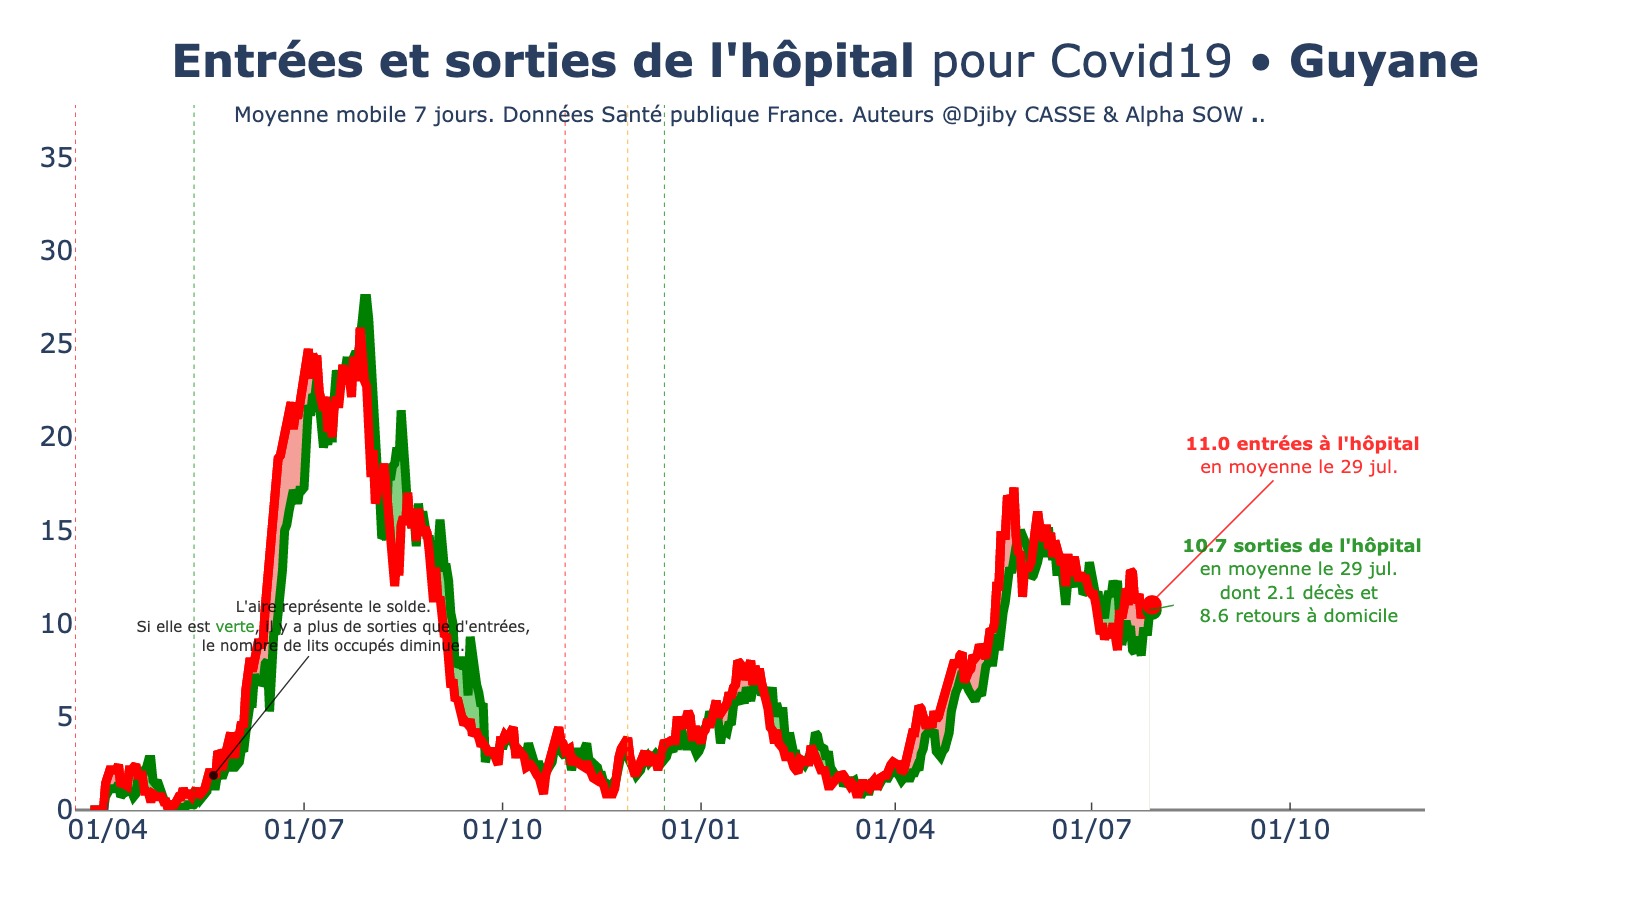 Entrées et sorties de l'hôpital pour Covid19 • Guyane
Moyenne mobile 7 jours. Données Santé publique France. Auteurs @Djiby CASSE & Alpha SOW ..
35
30
25
20
15
10
5
0
11.0 entrées à l'hôpital
en moyenne le 29 jul.
10.7 sorties de l'hôpital
en moyenne le 29 jul.
dont 2.1 décès et
8.6 retours à domicile
L'aire représente le solde.
Si elle est verte, il y a plus de sorties que d'entrées,
le nombre de lits occupés diminue.
01/04 01/07 01/10 01/01 01/04 01/07 01/10